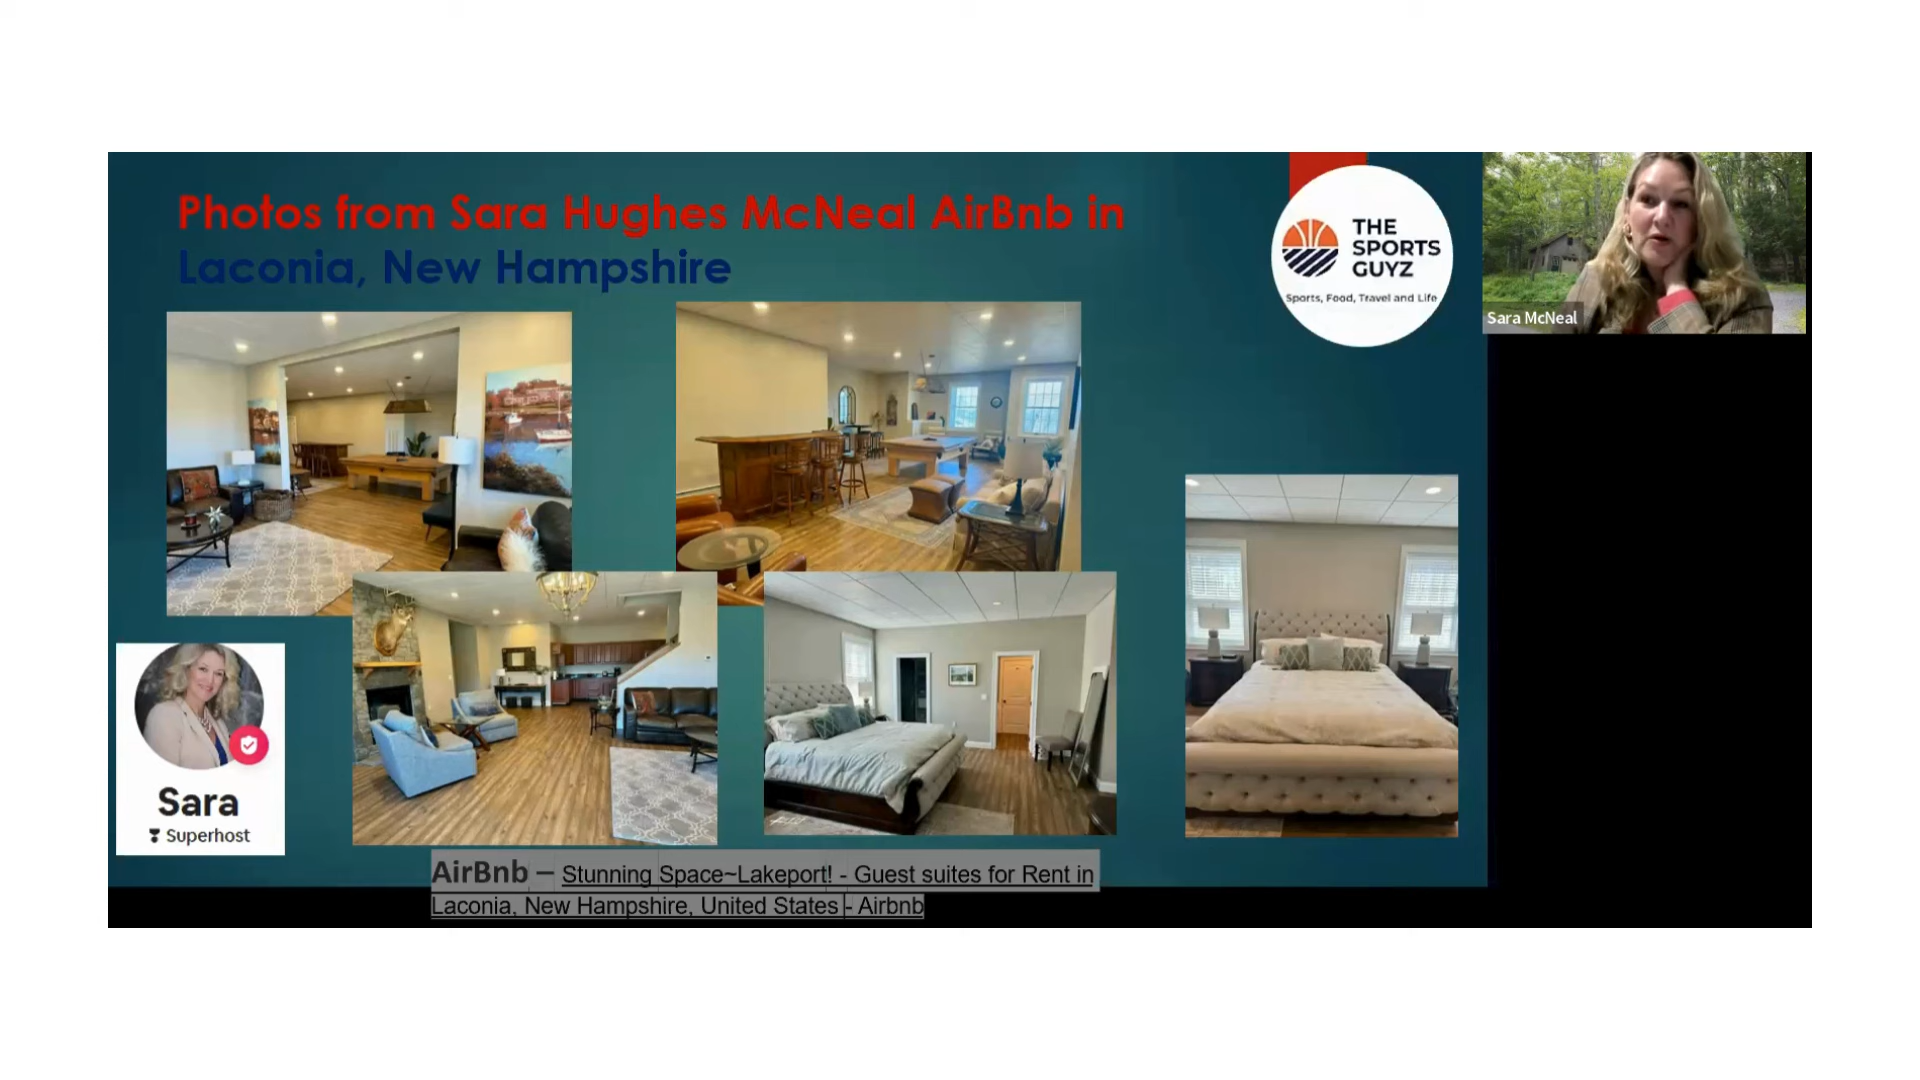 Photos from Sara Hughes McNeal AirBnb in
Laconia, New Hampshire
THE
SPORTS
GUYZ
Sports, Food, Travel and Life
Sara McNeal
Sara
Superhost
AirBnb – Stunning Space~Lakeport! - Guest suites for Rent in
Laconia, New Hampshire, United States - Airbnb